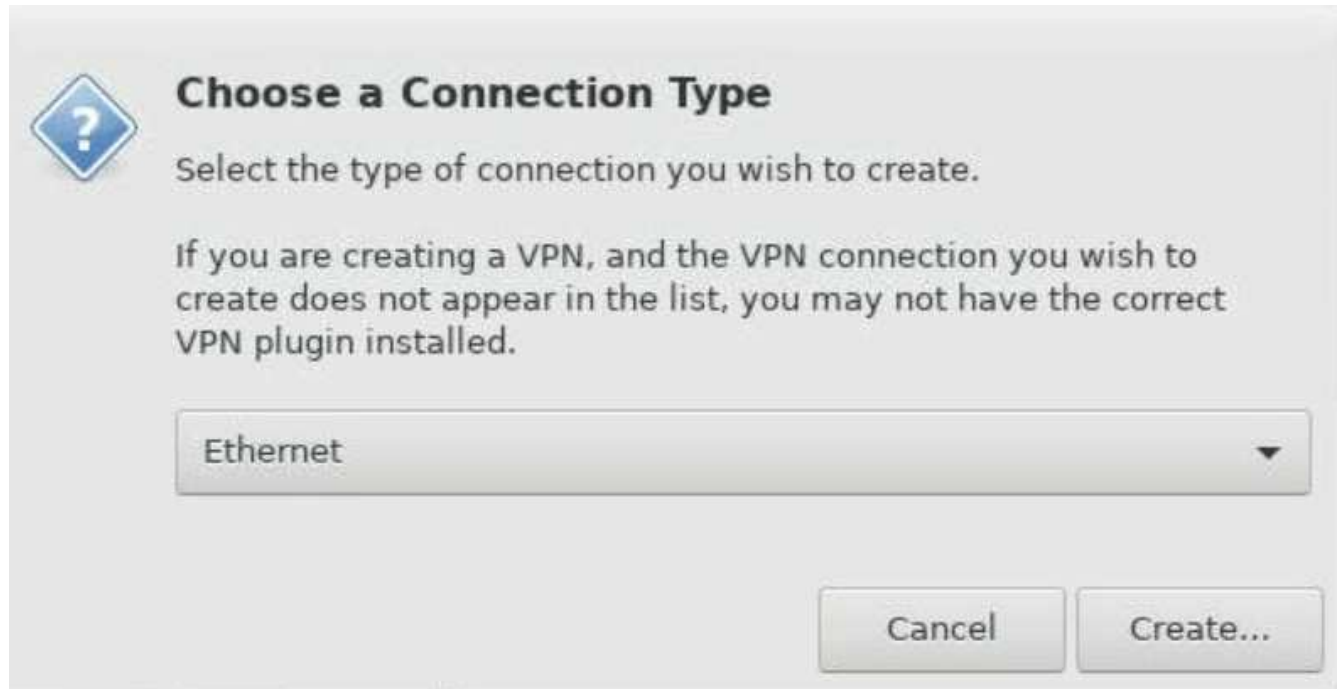 Choose a Connection Type
Select the type of connection you wish to create.
If you are creating a VPN, and the VPN connection you wish to
create does not appear in the list, you may not have the correct
VPN plugin installed.
Ethernet
Cancel
Create...